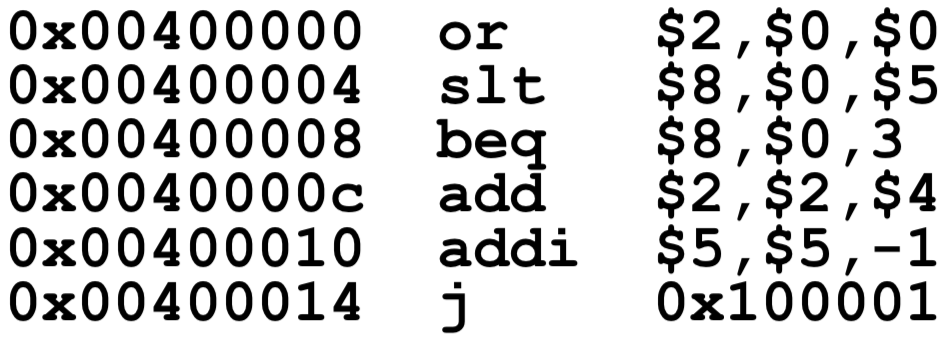 0x00400000 or $2,$0,$0
0x00400004 slt $8,$0,$5
0x00400008 beq $8,$0,3
0x0040000c add $2,$2,$4
0x00400010 addi $5,$5,-1
0x00400014 j 0x100001